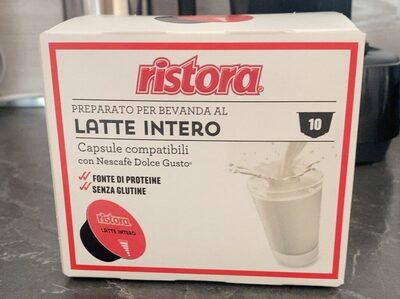 ristora
PREPARATO PER BEVANDA AL
LATTE INTERO
10
Capsule compatibili
con Nescafè Dolce Gusto®
FONTE DI PROTEINE
SENZA GLUTINE
ristora
LATTE INTERO